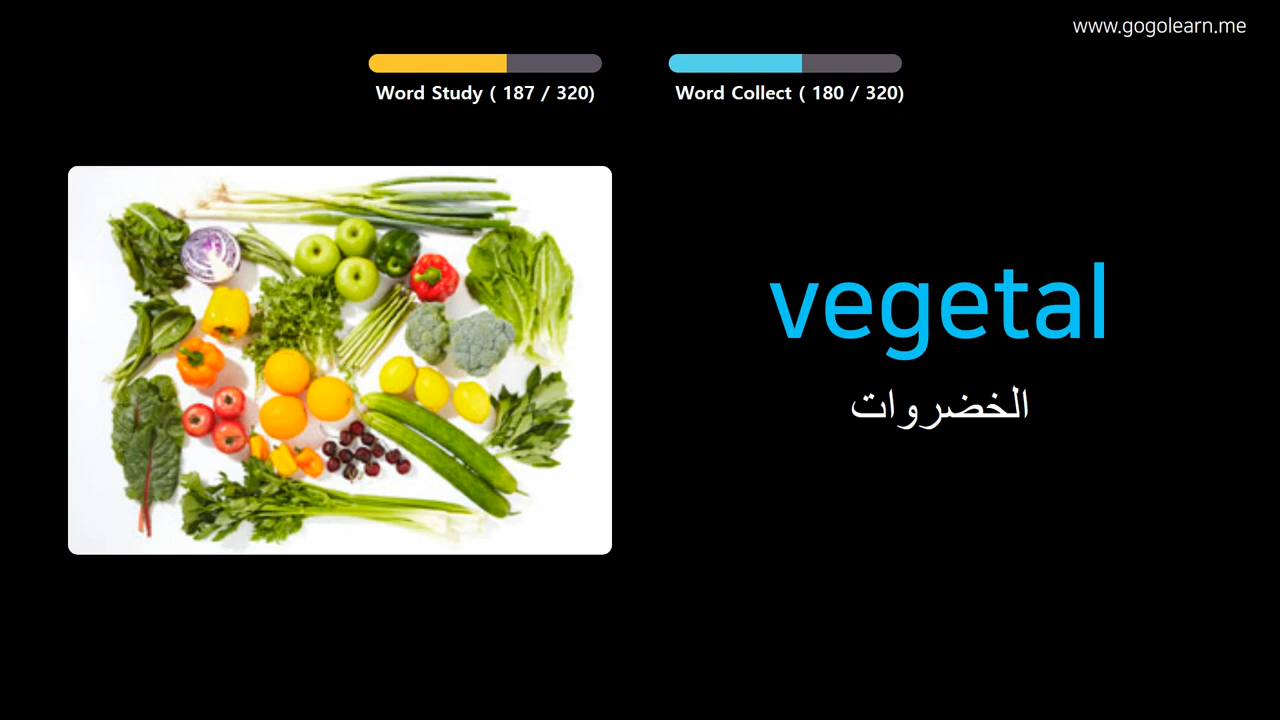 www.gogolearn.me
Word Study ( 187 / 320)
Word Collect ( 180 / 320)
vegetal
الخضروات